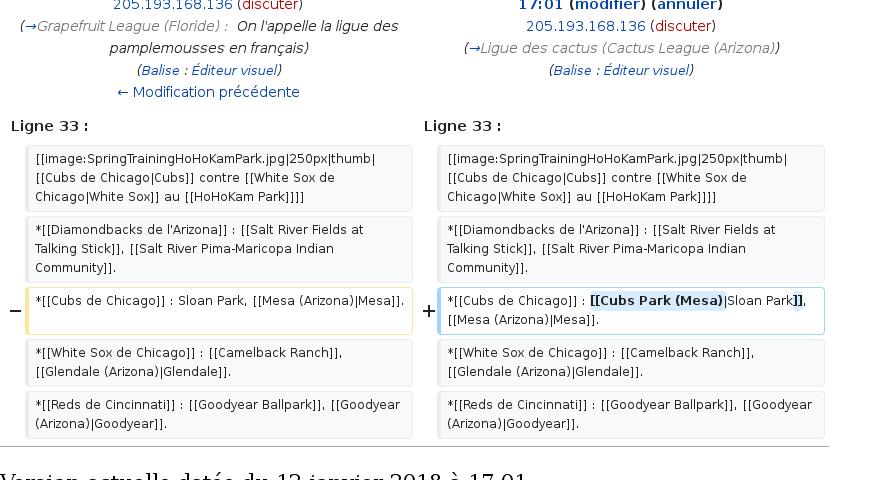 205.193.168.136 (discuter)
(→Grapefruit League (Floride) : On l'appelle la ligue des
pamplemousses en français)
(Balise : Éditeur visuel)
← Modification précédente
17:01 (modifier) (annuler)
205.193.168.136 (discuter)
(→Ligue des cactus (Cactus League (Arizona))
(Balise : Éditeur visuel)
Ligne 33 :
Ligne 33 :
[[image:SpringTrainingHoHoKamPark.jpg|250px|thumb|
[[Cubs de Chicago|Cubs]] contre [[White Sox de
Chicago|White Sox]] au [[HoHoKam Park]]]]
[[image:SpringTrainingHoHoKamPark.jpg|250px|thumb|
[[Cubs de Chicago|Cubs]] contre [[White Sox de
Chicago|White Sox]] au [[HoHoKam Park]]]]
*[[Diamondbacks de l'Arizona]] : [[Salt River Fields at
Talking Stick]], [[Salt River Pima-Maricopa Indian
Community]].
*[[Diamondbacks de l'Arizona]] : [[Salt River Fields at
Talking Stick]], [[Salt River Pima-Maricopa Indian
Community]].
− *[[Cubs de Chicago]] : Sloan Park, [[Mesa (Arizona)|Mesa]].
+ *[[Cubs de Chicago]] : [[Cubs Park (Mesa)|Sloan Park]],
[[Mesa (Arizona)|Mesa]].
*[[White Sox de Chicago]] : [[Camelback Ranch]],
[[Glendale (Arizona)|Glendale]].
*[[White Sox de Chicago]] : [[Camelback Ranch]],
[[Glendale (Arizona)|Glendale]].
*[[Reds de Cincinnati]] : [[Goodyear Ballpark]], [[Goodyear
(Arizona)|Goodyear]].
*[[Reds de Cincinnati]] : [[Goodyear Ballpark]], [[Goodyear
(Arizona)|Goodyear]].
Version actuelle datée du 12 janvier 2018 à 17:01